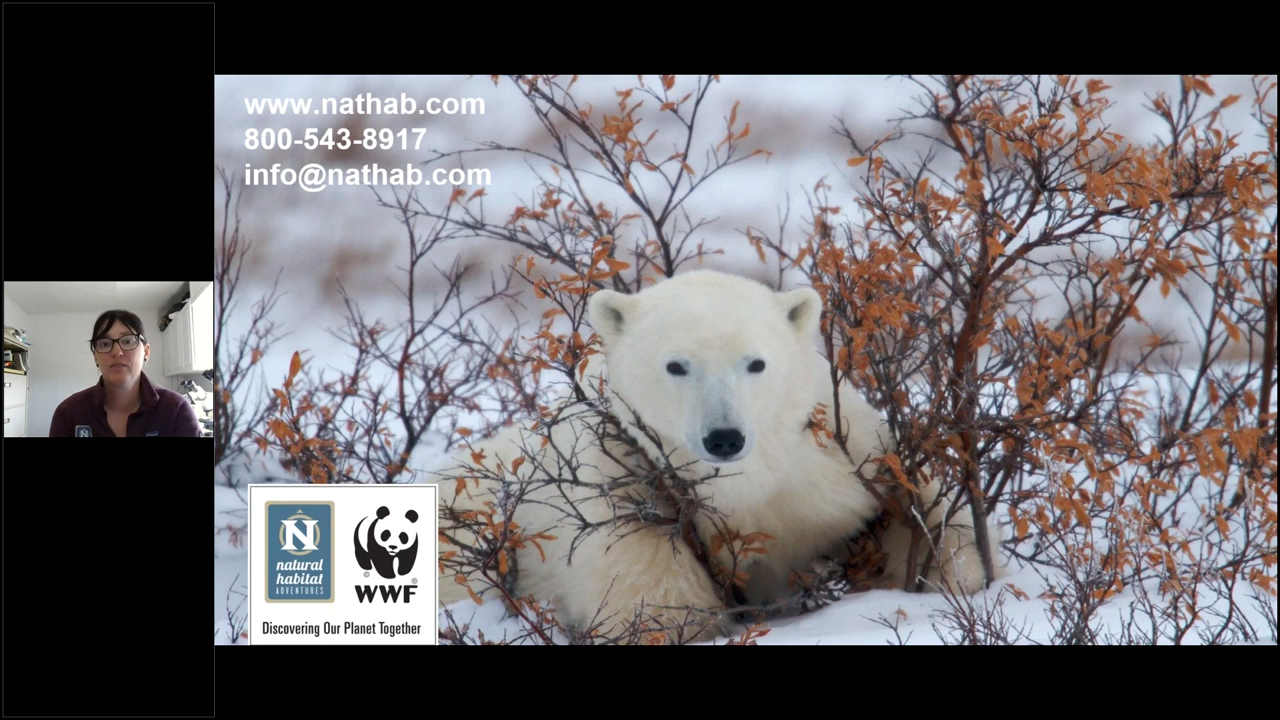 www.nathab.com
800-543-8917
info@nathab.com
N
natural
habitat
ADVENTURES
©
®
WWF
Discovering Our Planet Together